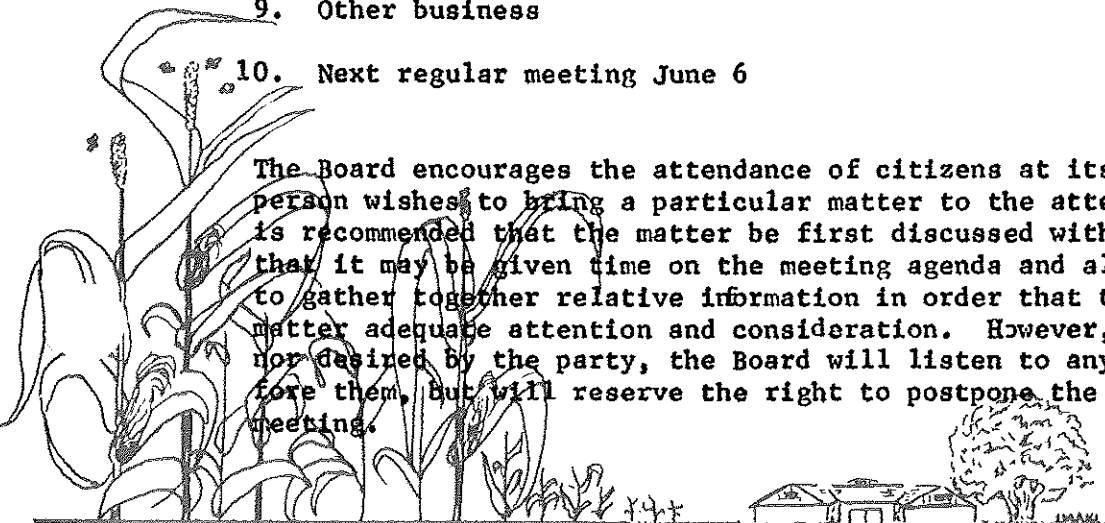 9. Other business
10. Next regular meeting June 6
The Board encourages the attendance of citizens at its
person wishes to bring a particular matter to the atte
is recommended that the matter be first discussed with
that it may be given time on the meeting agenda and al
to gather together relative information in order that t
matter adequate attention and consideration. However,
nor desired by the party, the Board will listen to any
fore them, but will reserve the right to postpone the
meeting.